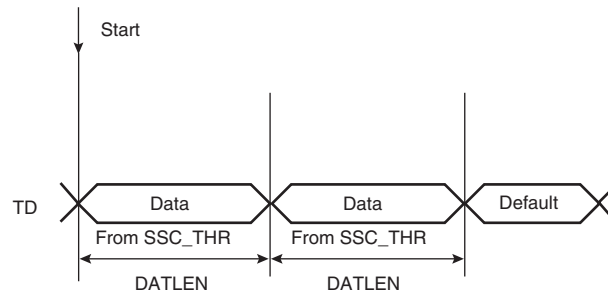 Start
TD
Data
Data
Default
From SSC_THR
From SSC_THR
DATLEN
DATLEN